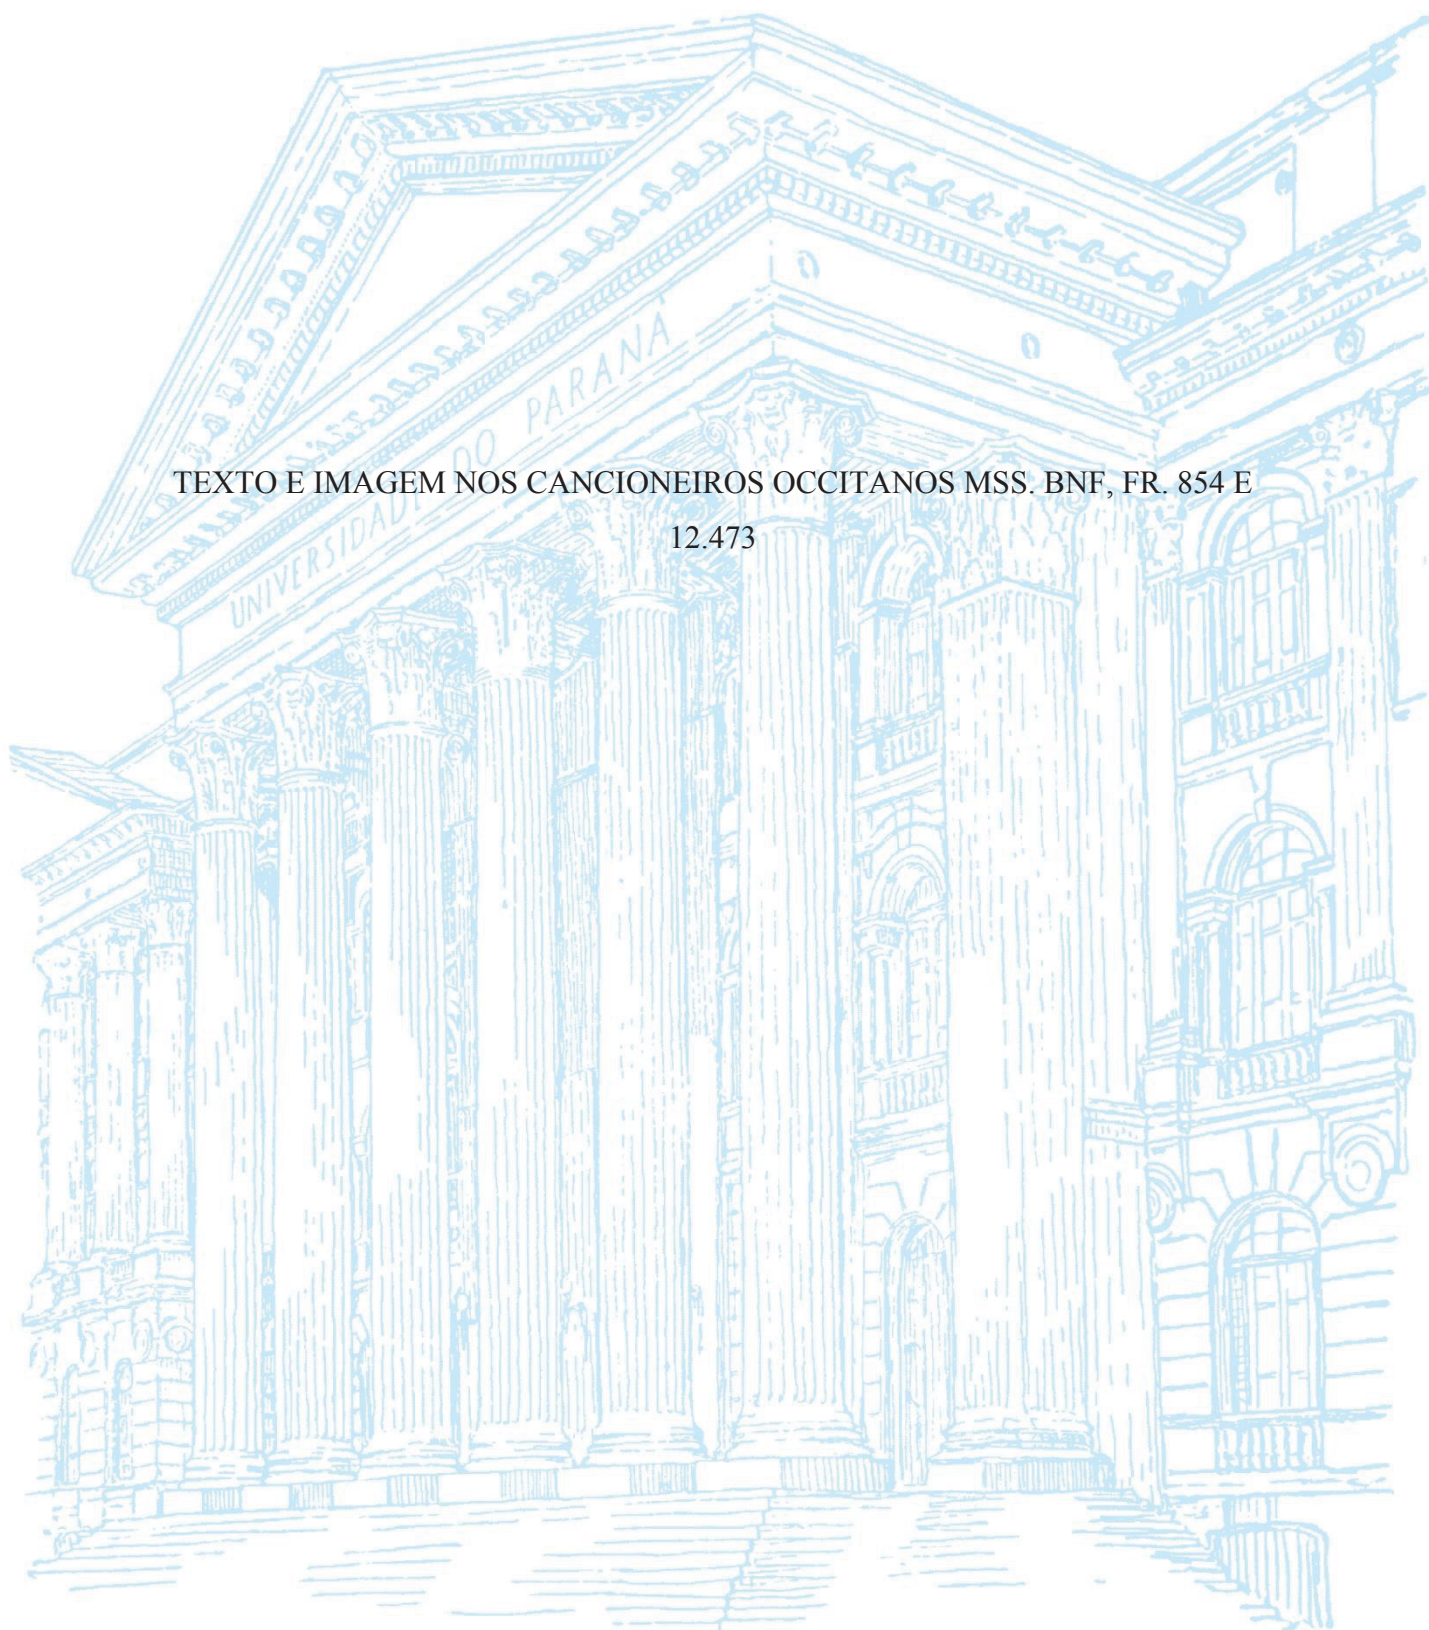 UNIVERSIDADE DO PARANÁ
TEXTO E IMAGEM NOS CANCIONEIROS OCCITANOS MSS. BNF, FR. 854 E
12.473